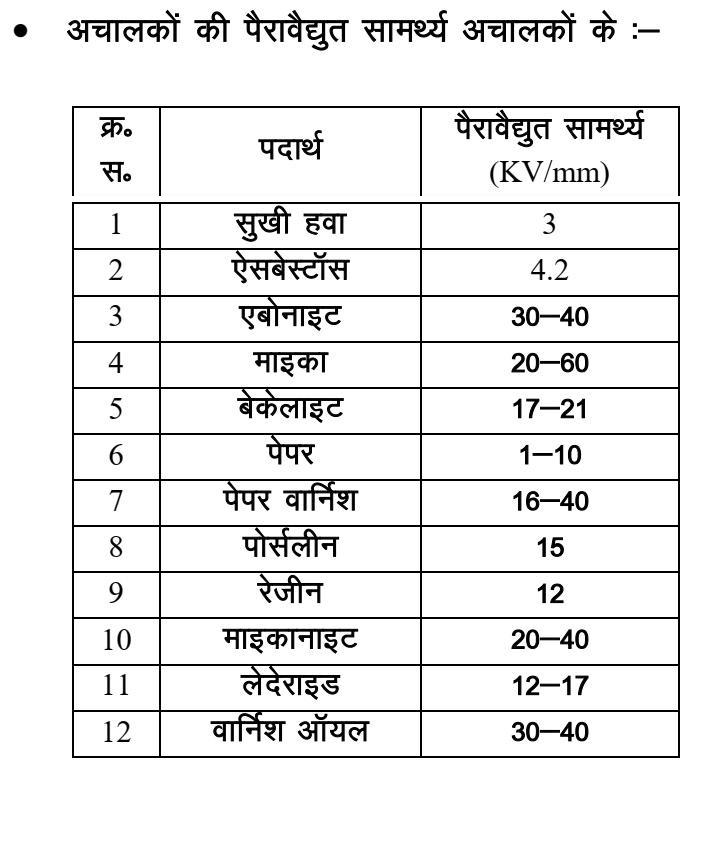 • अचालकों की पैरावैद्युत सामर्थ्य अचालकों के :–
क्र॰ स॰ पदार्थ पैरावैद्युत सामर्थ्य (KV/mm)
1 सुखी हवा 3
2 ऐसबेस्टॉस 4.2
3 एबोनाइट 30–40
4 माइका 20–60
5 बेकेलाइट 17–21
6 पेपर 1–10
7 पेपर वार्निश 16–40
8 पोर्सलीन 15
9 रेजीन 12
10 माइकानाइट 20–40
11 लेदेराइड 12–17
12 वार्निश ऑयल 30–40